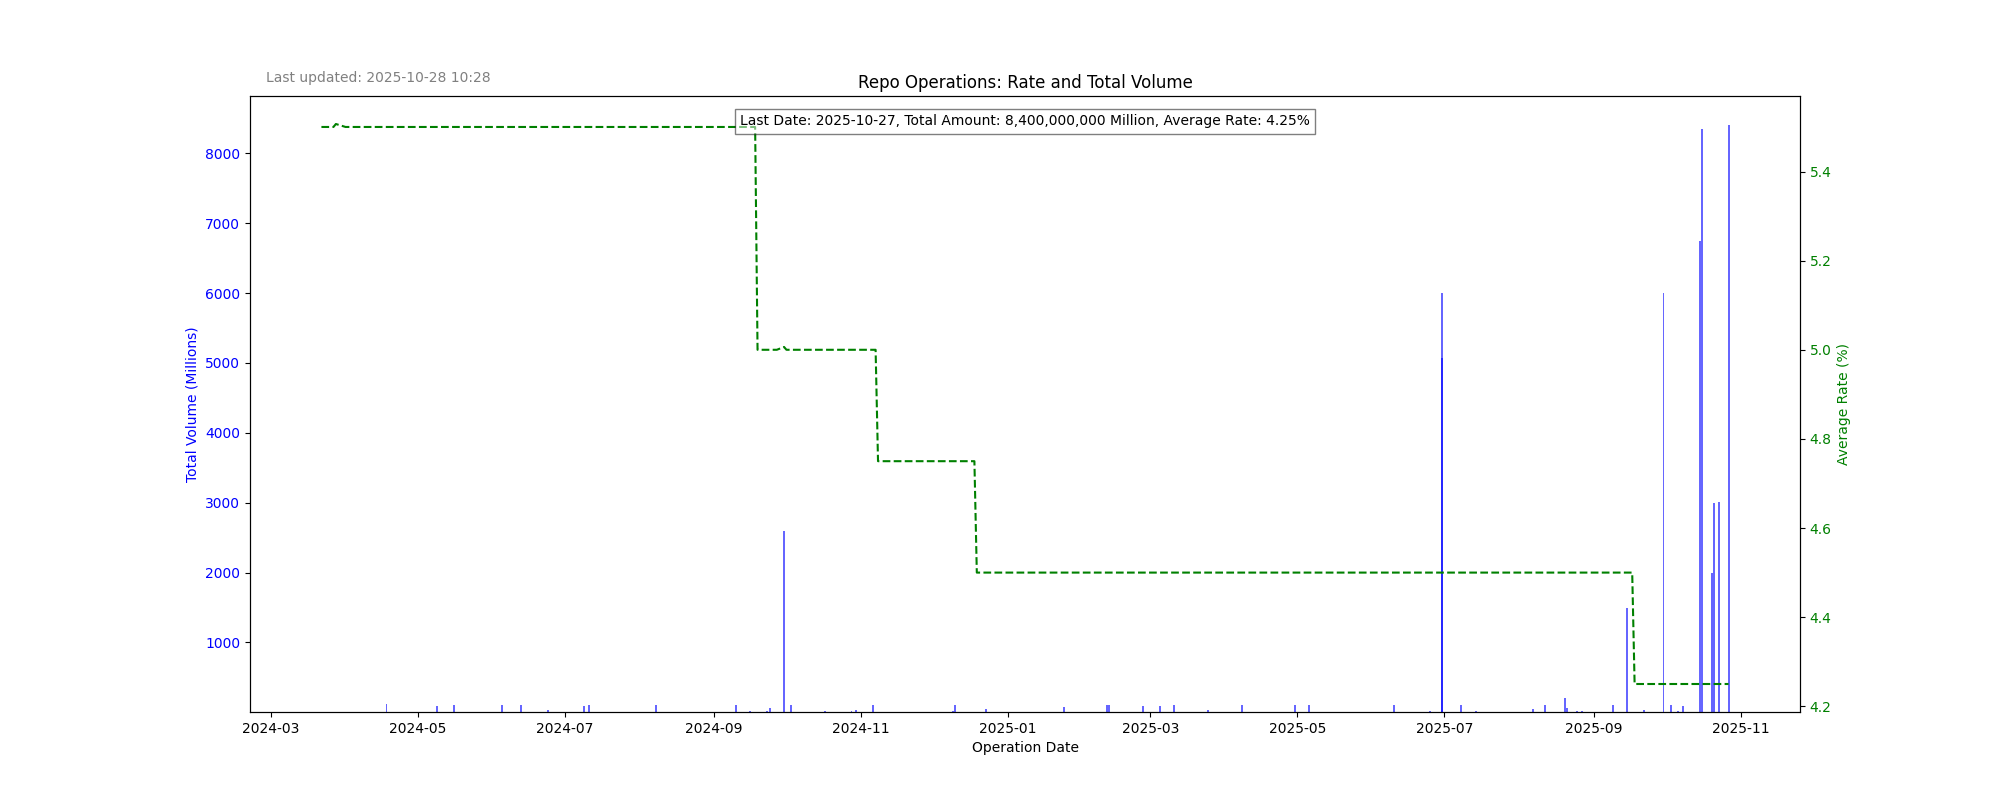 Last updated: 2025-10-28 10:28
Repo Operations: Rate and Total Volume
Last Date: 2025-10-27, Total Amount: 8,400,000,000 Million, Average Rate: 4.25%
Total Volume (Millions)
8000
7000
6000
5000
4000
3000
2000
1000
5.4
5.2
5.0
4.8
4.6
4.4
4.2
Average Rate (%)
2024-03 2024-05 2024-07 2024-09 2024-11 2025-01 2025-03 2025-05 2025-07 2025-09 2025-11
Operation Date